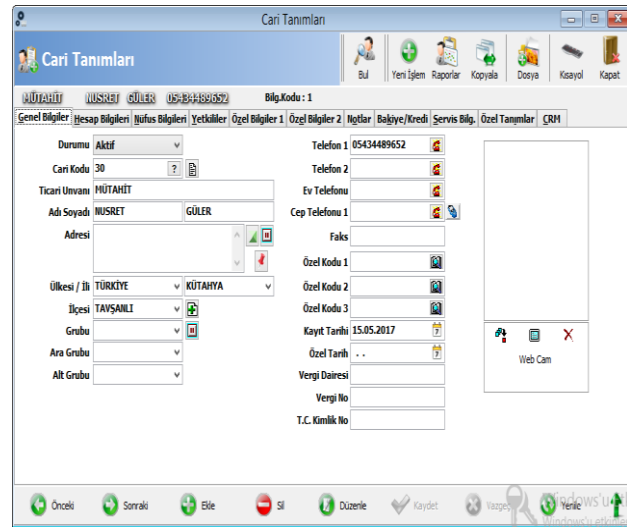 Cari Tanımları
Cari Tanımları
Bul
Yeni İşlem
Raporlar
Kopyala
Dosya
Kısayol
Kapat
MÜTAHİT NUSRET GÜLER 05434489652 Bilg.Kodu : 1
Genel Bilgiler Hesap Bilgileri Nüfus Bilgileri Yetkililer Özel Bilgiler 1 Özel Bilgiler 2 Notlar Bakiye/Kredi Servis Bilg. Özel Tanımlar CRM
Durumu Aktif
Cari Kodu 30 ?
Ticari Unvanı MÜTAHİT
Adı Soyadı NUSRET GÜLER
Adresi
Ülkesi / İli TÜRKİYE KÜTAHYA
İlçesi TAVŞANLI
Grubu
Ara Grubu
Alt Grubu
Telefon 1 05434489652
Telefon 2
Ev Telefonu
Cep Telefonu 1
Faks
Özel Kodu 1
Özel Kodu 2
Özel Kodu 3
Kayıt Tarihi 15.05.2017
Özel Tarih . .
Vergi Dairesi
Vergi No
T.C. Kimlik No
Web Cam
Önceki
Sonraki
Ekle
Sil
Düzenle
Kaydet
Vazgeç
Yenile
Windows'u etkinleş